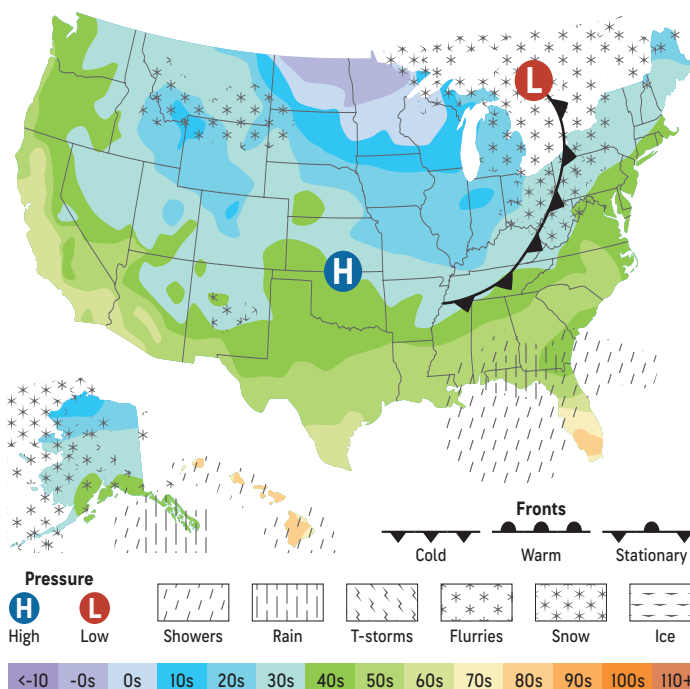 L
H
Fronts
Cold Warm Stationary
Pressure
H L
High Low
Showers Rain T-storms Flurries Snow Ice
<-10 -0s 0s 10s 20s 30s 40s 50s 60s 70s 80s 90s 100s 110+